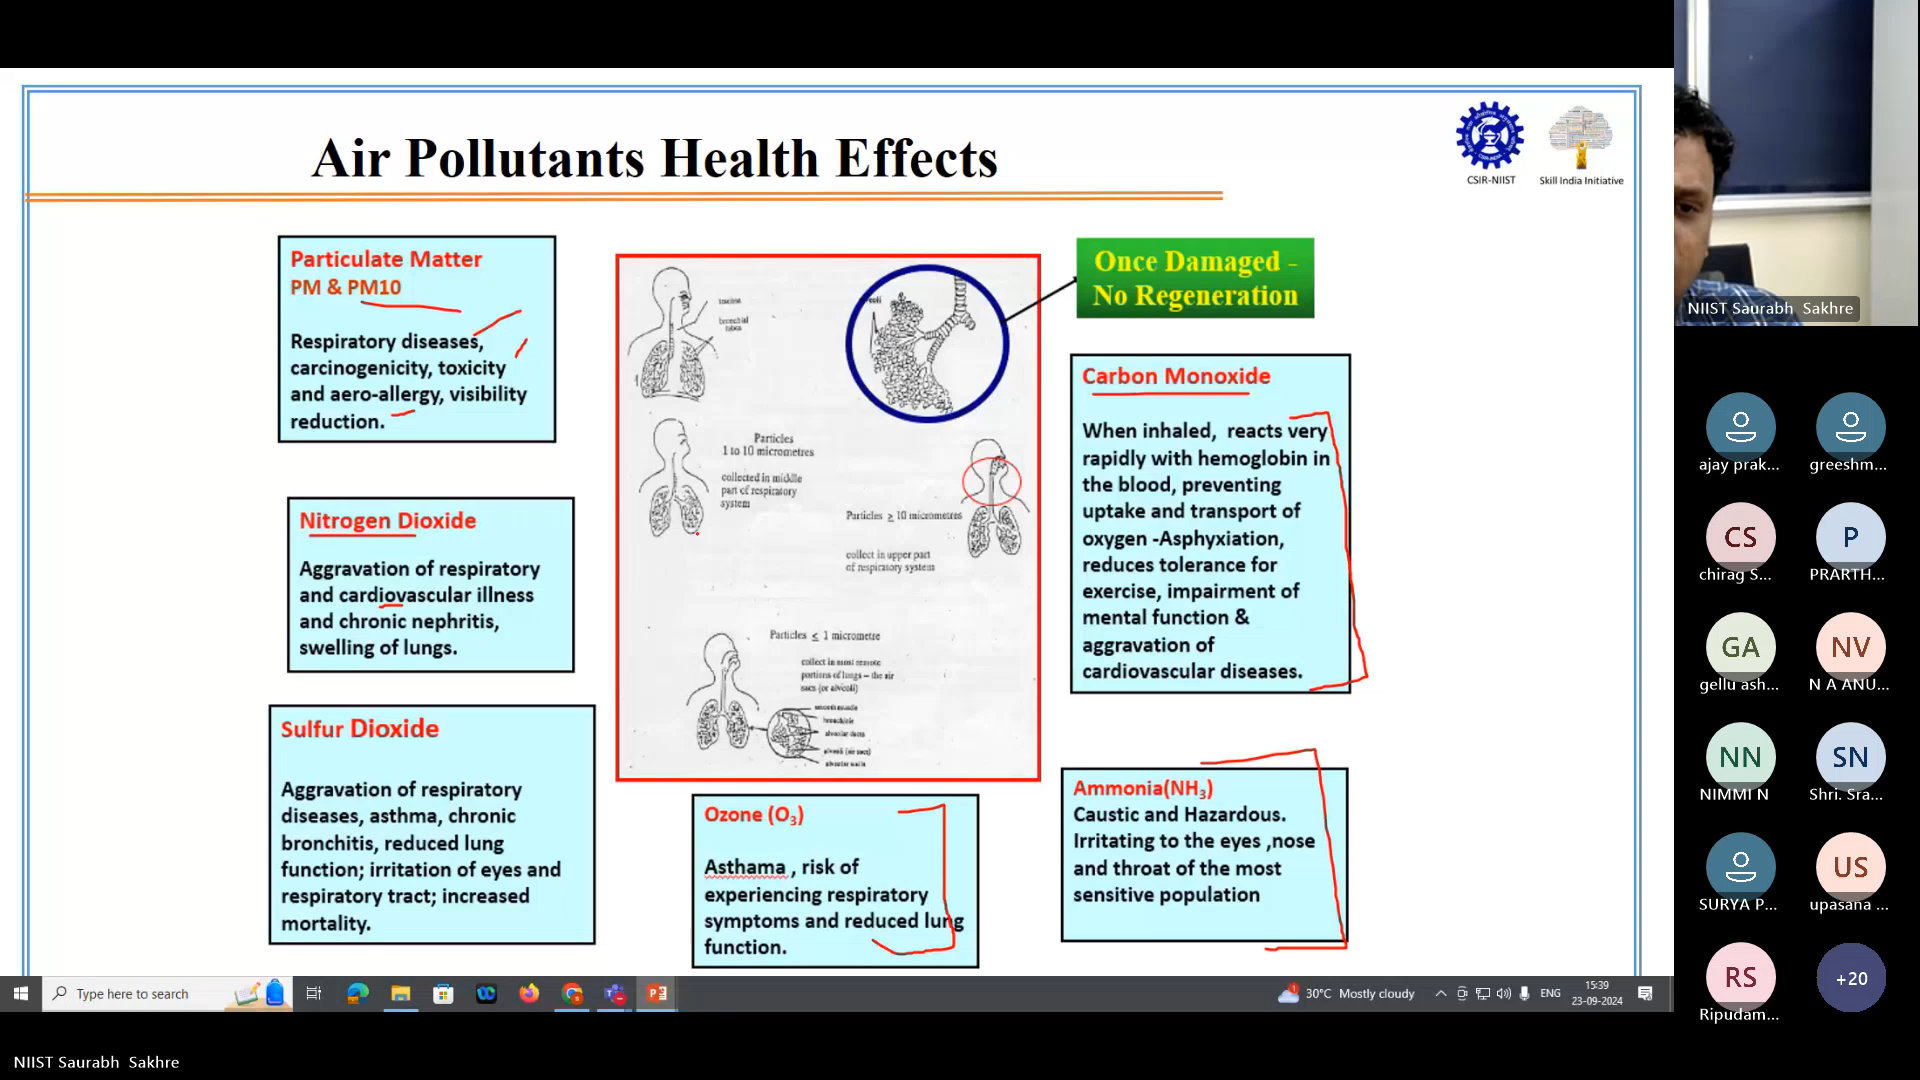 Air Pollutants Health Effects
CSIR-NIIST
Skill India Initiative
Particulate Matter
PM & PM10
Respiratory diseases,
carcinogenicity, toxicity
and aero-allergy, visibility
reduction.
Nitrogen Dioxide
Aggravation of respiratory
and cardiovascular illness
and chronic nephritis,
swelling of lungs.
Sulfur Dioxide
Aggravation of respiratory
diseases, asthma, chronic
bronchitis, reduced lung
function; irritation of eyes and
respiratory tract; increased
mortality.
bronchial
tubes
Particles
1 to 10 micrometres
collected in middle
part of respiratory
system
Particles ≥ 10 micrometres
collect in upper part
of respiratory system
Particles ≤ 1 micrometre
collect in most remote
portions of lungs – the air
sacs (or alveoli)
smooth muscle
bronchiole
alveolar ducts
alveoli (air sacs)
alveolar walls
Ozone (O₃)
Asthama , risk of
experiencing respiratory
symptoms and reduced lung
function.
Once Damaged -
No Regeneration
Carbon Monoxide
When inhaled, reacts very
rapidly with hemoglobin in
the blood, preventing
uptake and transport of
oxygen -Asphyxiation,
reduces tolerance for
exercise, impairment of
mental function &
aggravation of
cardiovascular diseases.
Ammonia(NH₃)
Caustic and Hazardous.
Irritating to the eyes ,nose
and throat of the most
sensitive population
Type here to search
30°C Mostly cloudy
ENG
15:39
23-09-2024
NIIST Saurabh Sakhre
NIIST Saurabh Sakhre
ajay prak...
greeshm...
CS
chirag S...
P
PRARTH...
GA
gellu ash...
NV
N A ANU...
NN
NIMMI N
SN
Shri. Sra...
SURYA P...
US
upasana ...
RS
Ripudam...
+20